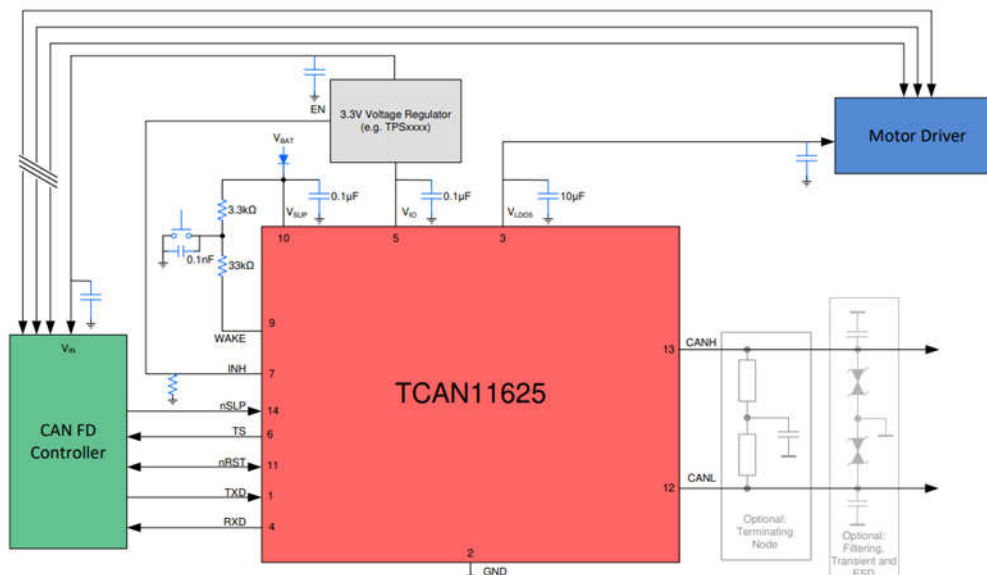 EN
3.3V Voltage Regulator
(e.g. TPSxxxx)
Motor Driver
VBAT
3.3kΩ
0.1µF
0.1µF
10µF
VSUP
VIO
VLDO5
10
5
3
0.1nF
33kΩ
9
WAKE
VIN
INH
7
CAN FD
Controller
nSLP
14
TS
6
nRST
11
TXD
1
RXD
4
TCAN11625
13
CANH
12
CANL
2
GND
Optional:
Terminating
Node
Optional:
Filtering,
Transient and
ESD